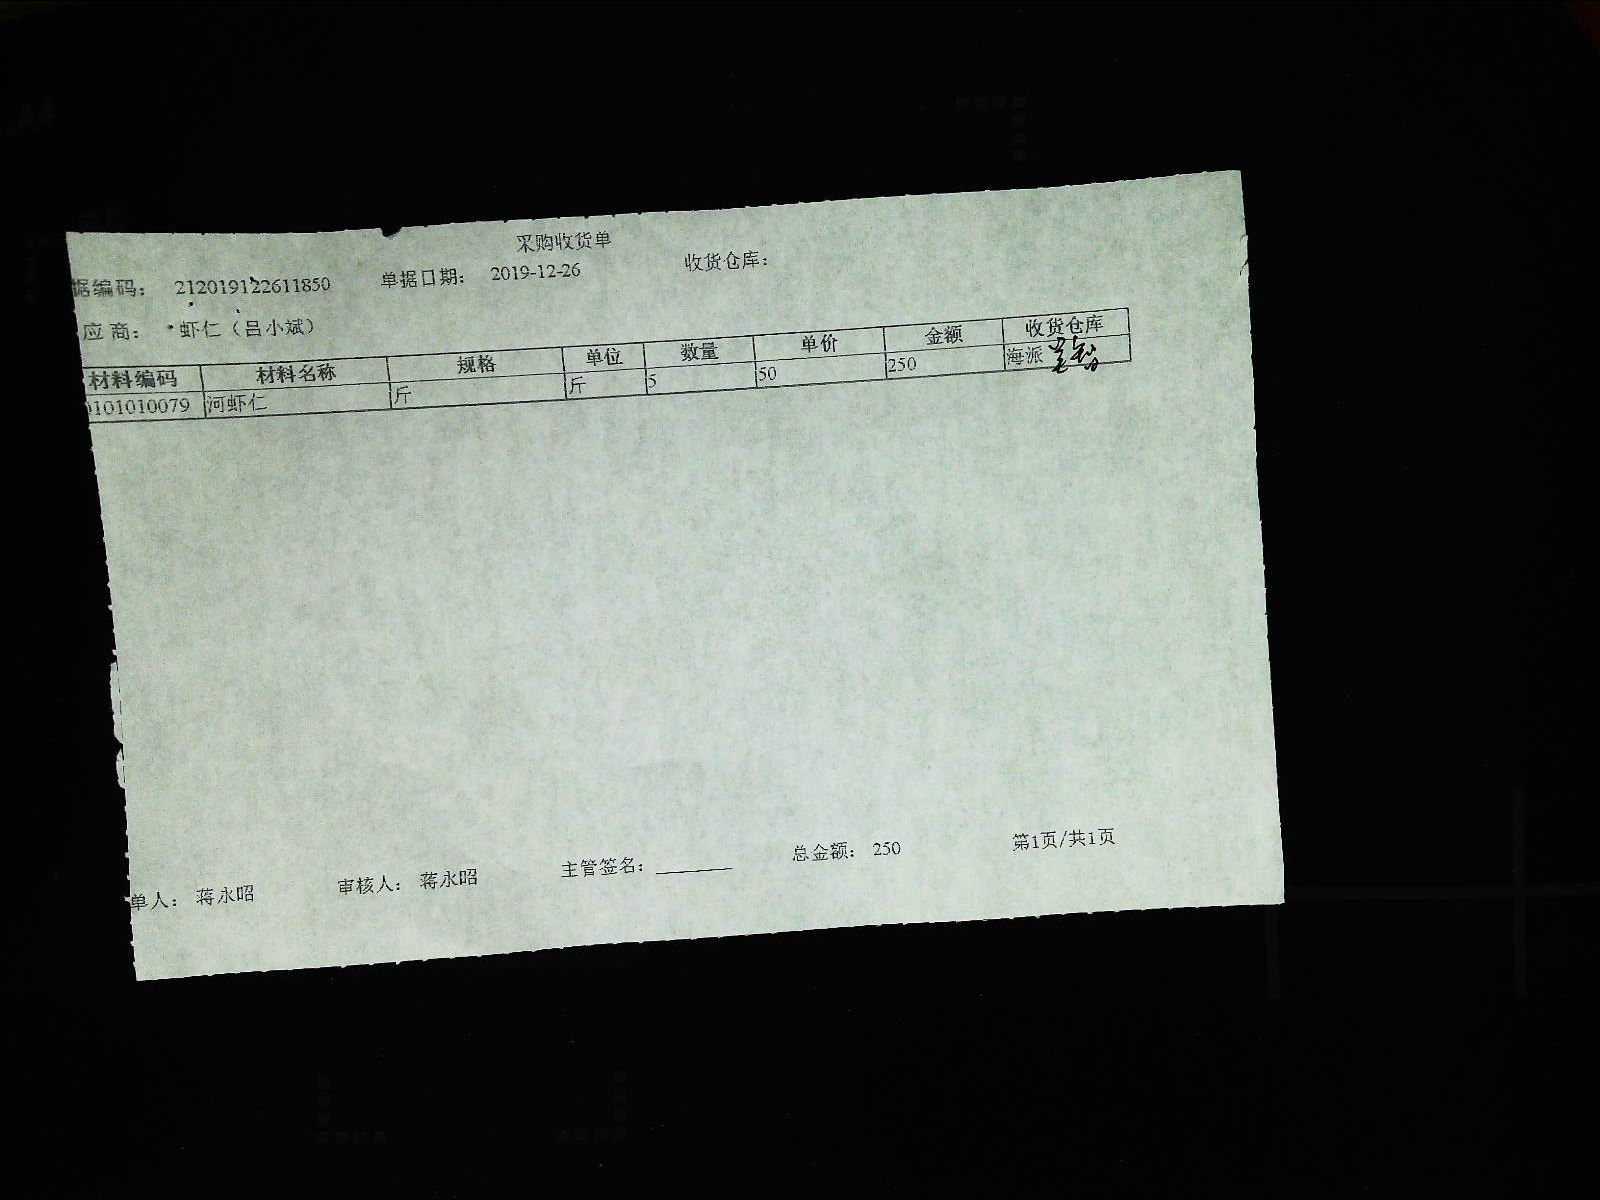 采购收货单
据编码： 212019122611850 单据日期： 2019-12-26 收货仓库：
应商： 虾仁（吕小斌）
材料编码 材料名称 规格 单位 数量 单价 金额 收货仓库
0101010079 河虾仁 斤 斤 5 50 250 海派
单人： 蒋永昭 审核人： 蒋永昭 主管签名： 总金额： 250 第1页/共1页